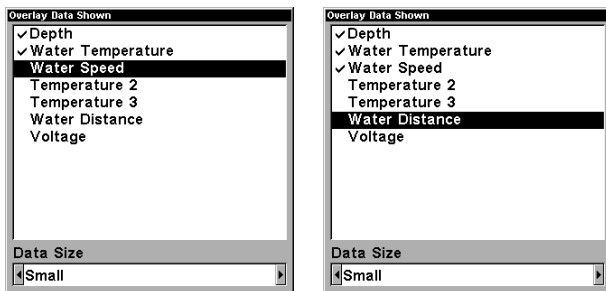 Overlay Data Shown
✓Depth
✓Water Temperature
Water Speed
Temperature 2
Temperature 3
Water Distance
Voltage
Data Size
Small
Overlay Data Shown
✓Depth
✓Water Temperature
✓Water Speed
Temperature 2
Temperature 3
Water Distance
Voltage
Data Size
Small